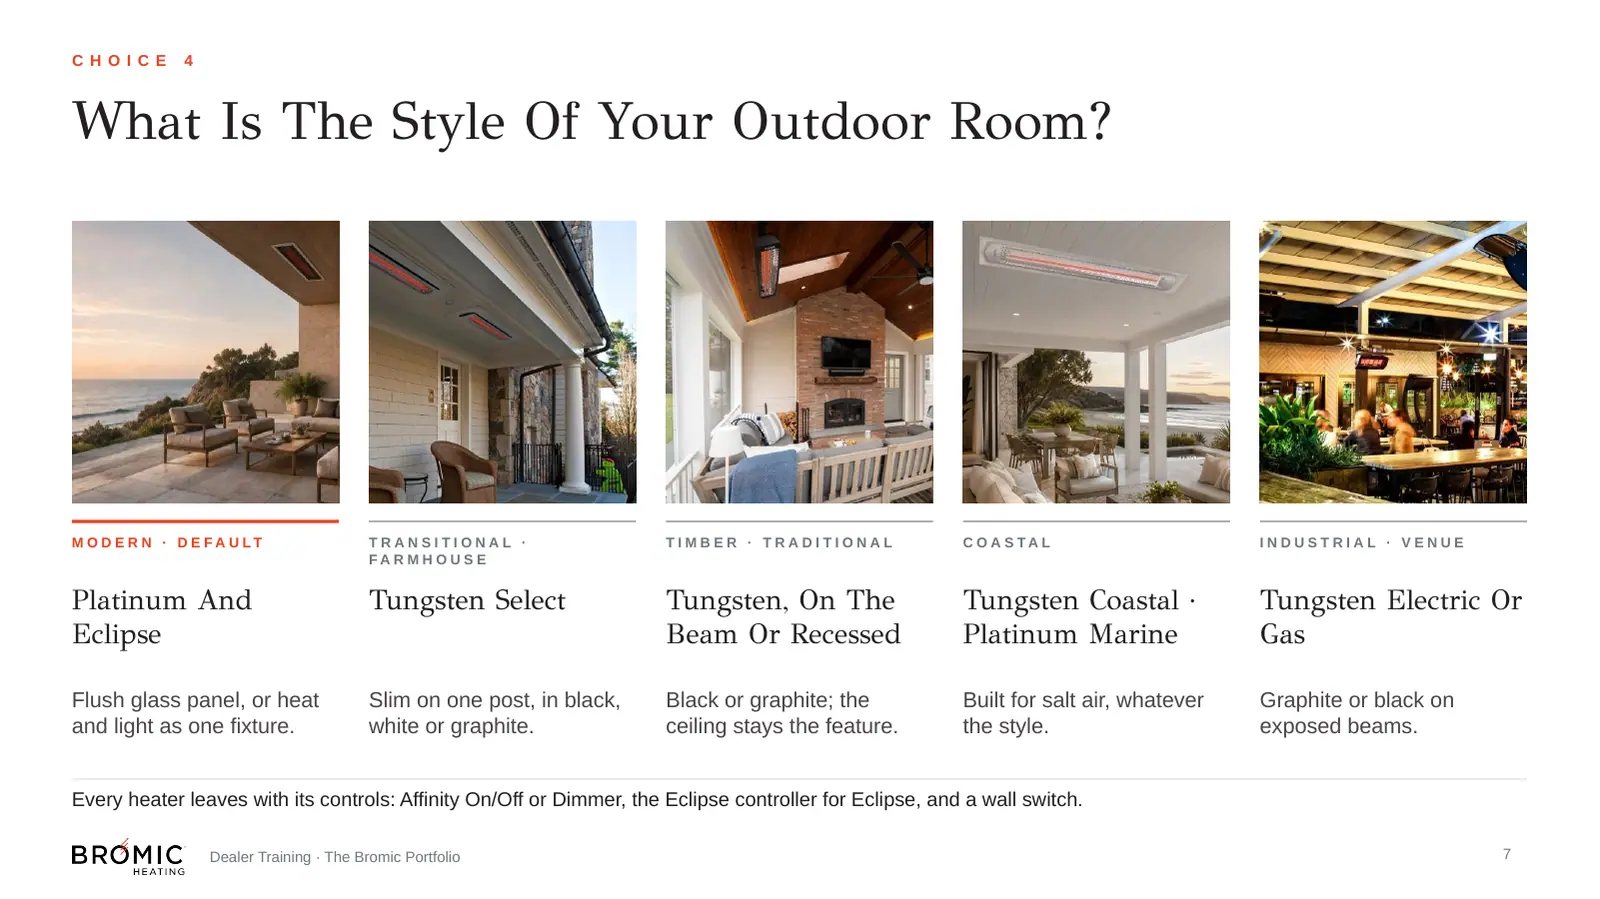 CHOICE 4
What Is The Style Of Your Outdoor Room?
MODERN · DEFAULT
Platinum And
Eclipse
Flush glass panel, or heat
and light as one fixture.
TRANSITIONAL ·
FARMHOUSE
Tungsten Select
Slim on one post, in black,
white or graphite.
TIMBER · TRADITIONAL
Tungsten, On The
Beam Or Recessed
Black or graphite; the
ceiling stays the feature.
COASTAL
Tungsten Coastal ·
Platinum Marine
Built for salt air, whatever
the style.
INDUSTRIAL · VENUE
Tungsten Electric Or
Gas
Graphite or black on
exposed beams.
Every heater leaves with its controls: Affinity On/Off or Dimmer, the Eclipse controller for Eclipse, and a wall switch.
BROMIC
HEATING
Dealer Training · The Bromic Portfolio
7